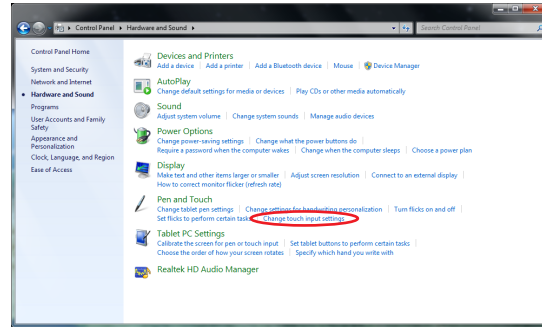 Control Panel ▸ Hardware and Sound ▸
Search Control Panel
Control Panel Home
System and Security
Network and Internet
Hardware and Sound
Programs
User Accounts and Family
Safety
Appearance and
Personalization
Clock, Language, and Region
Ease of Access
Devices and Printers
Add a device | Add a printer | Add a Bluetooth device | Mouse | Device Manager
AutoPlay
Change default settings for media or devices | Play CDs or other media automatically
Sound
Adjust system volume | Change system sounds | Manage audio devices
Power Options
Change power-saving settings | Change what the power buttons do |
Require a password when the computer wakes | Change when the computer sleeps | Choose a power plan
Display
Make text and other items larger or smaller | Adjust screen resolution | Connect to an external display |
How to correct monitor flicker (refresh rate)
Pen and Touch
Change tablet pen settings | Change settings for handwriting personalization | Turn flicks on and off |
Set flicks to perform certain tasks | Change touch input settings
Tablet PC Settings
Calibrate the screen for pen or touch input | Set tablet buttons to perform certain tasks |
Choose the order of how your screen rotates | Specify which hand you write with
Realtek HD Audio Manager